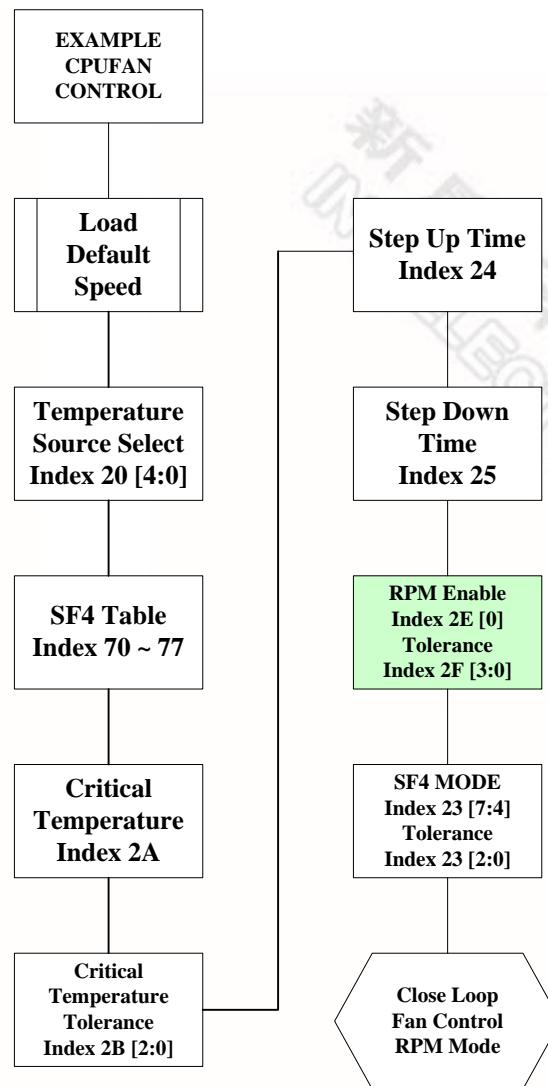 EXAMPLE
CPUFAN
CONTROL
Load
Default
Speed
Temperature
Source Select
Index 20 [4:0]
SF4 Table
Index 70 ~ 77
Critical
Temperature
Index 2A
Critical
Temperature
Tolerance
Index 2B [2:0]
Step Up Time
Index 24
Step Down
Time
Index 25
RPM Enable
Index 2E [0]
Tolerance
Index 2F [3:0]
SF4 MODE
Index 23 [7:4]
Tolerance
Index 23 [2:0]
Close Loop
Fan Control
RPM Mode
新